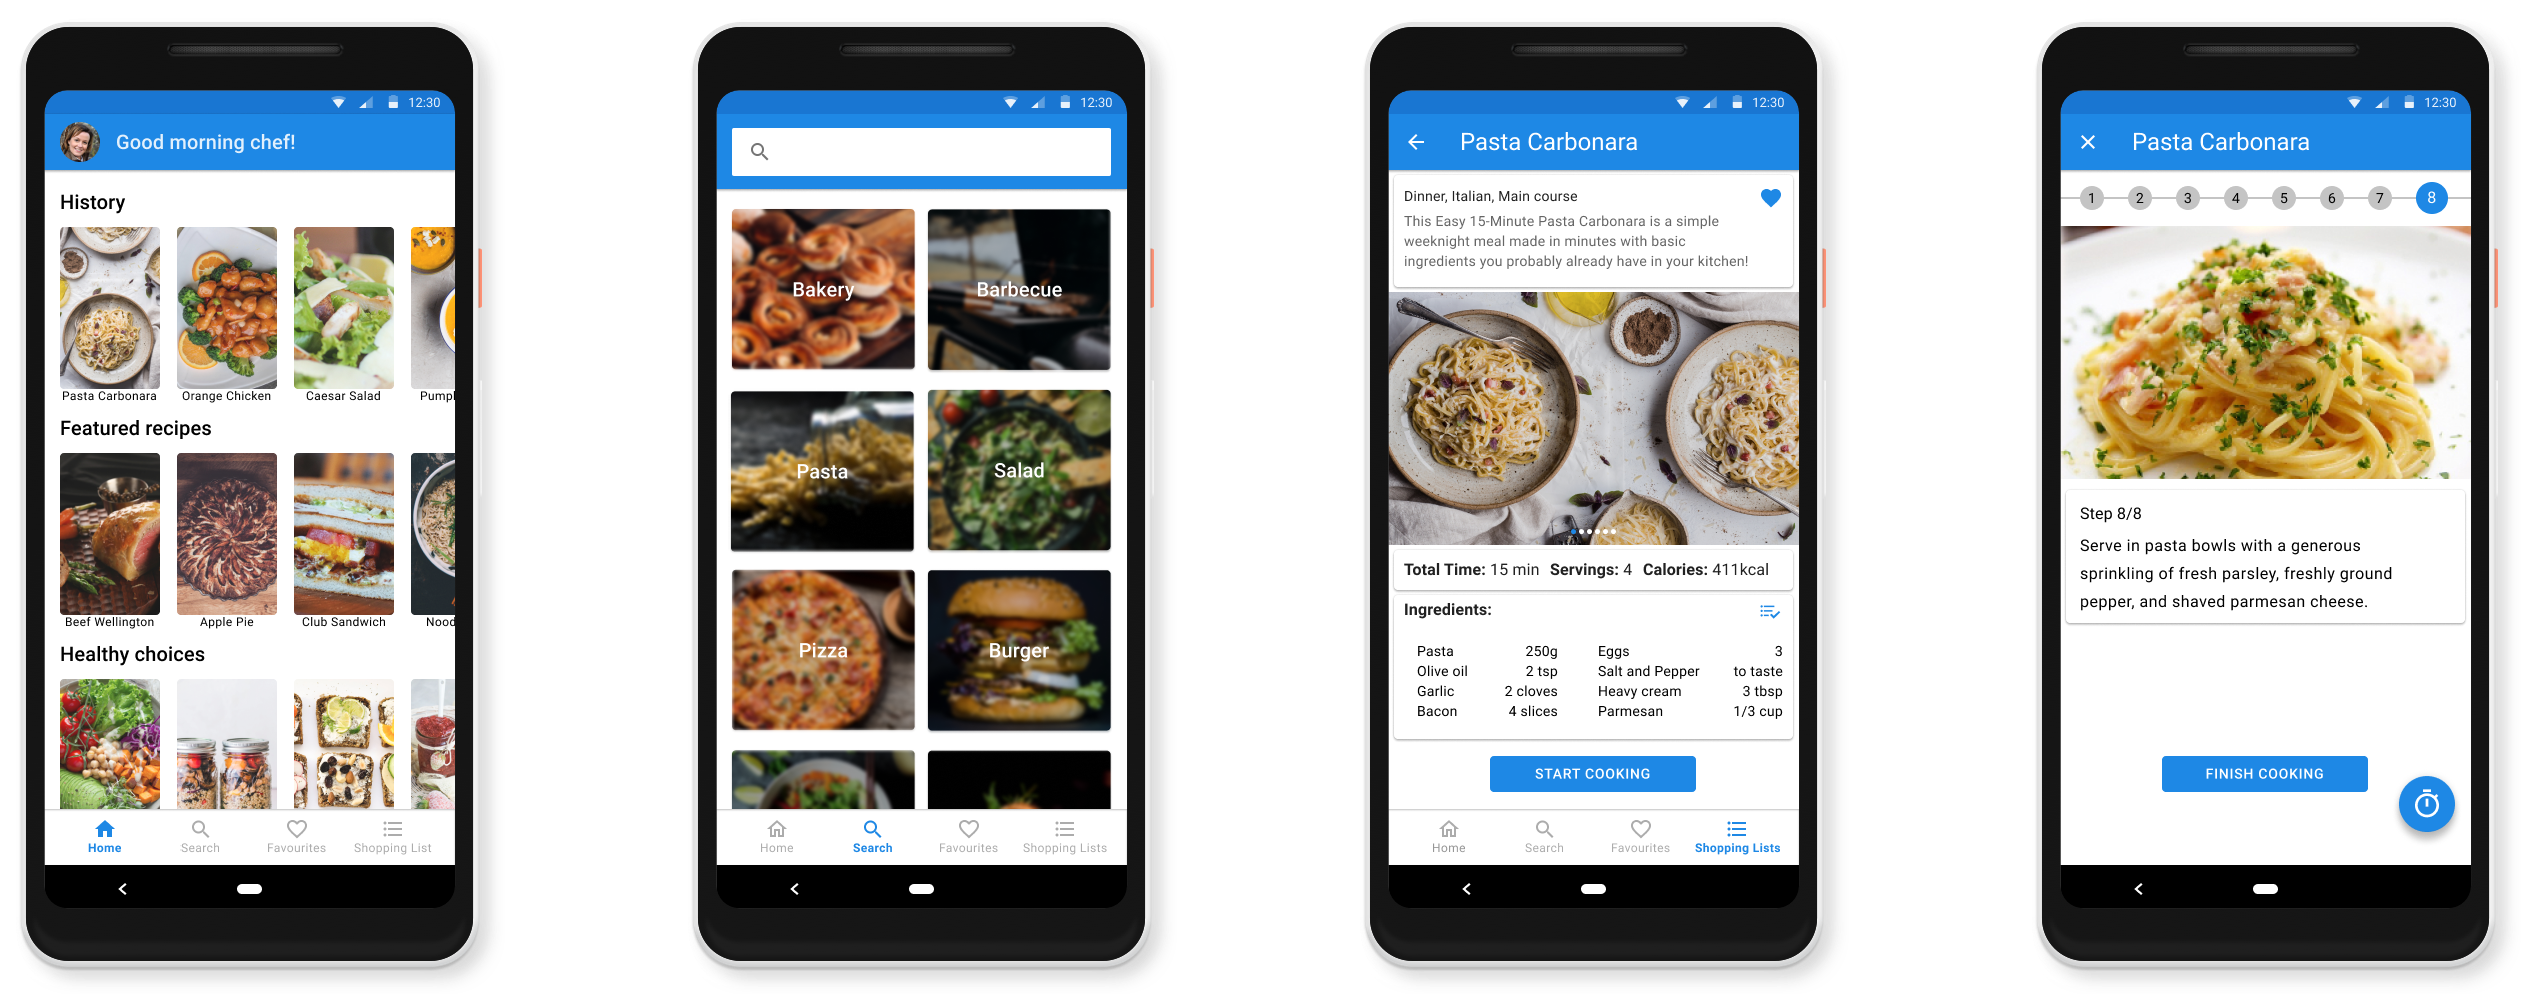 12:30
Good morning chef!
History
Pasta Carbonara
Orange Chicken
Caesar Salad
Pumpl
Featured recipes
Beef Wellington
Apple Pie
Club Sandwich
Nood
Healthy choices
Home
Search
Favourites
Shopping List
12:30
Bakery
Barbecue
Pasta
Salad
Pizza
Burger
Home
Search
Favourites
Shopping Lists
12:30
Pasta Carbonara
Dinner, Italian, Main course
This Easy 15-Minute Pasta Carbonara is a simple
weeknight meal made in minutes with basic
ingredients you probably already have in your kitchen!
Total Time: 15 min Servings: 4 Calories: 411kcal
Ingredients:
Pasta 250g Eggs 3
Olive oil 2 tsp Salt and Pepper to taste
Garlic 2 cloves Heavy cream 3 tbsp
Bacon 4 slices Parmesan 1/3 cup
START COOKING
Home
Search
Favourites
Shopping Lists
12:30
Pasta Carbonara
1 2 3 4 5 6 7 8
Step 8/8
Serve in pasta bowls with a generous
sprinkling of fresh parsley, freshly ground
pepper, and shaved parmesan cheese.
FINISH COOKING